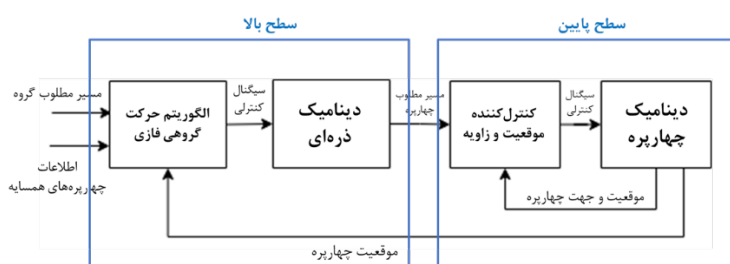 سطح بالا
سطح پایین
مسیر مطلوب گروه
اطلاعات
چهارپره‌های همسایه
الگوریتم حرکت
گروهی فازی
سیگنال
کنترلی
دینامیک
ذره‌ای
مسیر مطلوب
چهارپره
کنترل‌کننده
موقعیت و زاویه
سیگنال
کنترلی
دینامیک
چهارپره
موقعیت و جهت چهارپره
موقعیت چهارپره